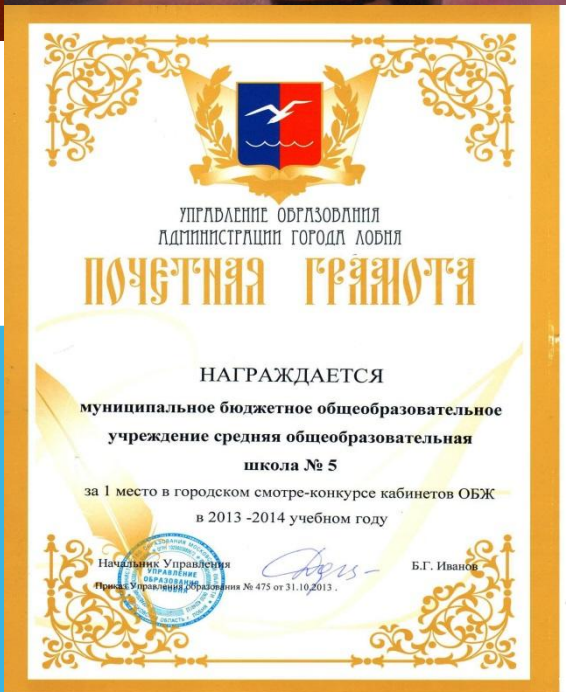 УПРАВЛЕНИЕ ОБРАЗОВАНИЯ
АДМИНИСТРАЦИИ ГОРОДА ЛОБНЯ
ПОЧЕТНАЯ ГРАМОТА
НАГРАЖДАЕТСЯ
муниципальное бюджетное общеобразовательное
учреждение средняя общеобразовательная
школа № 5
за 1 место в городском смотре-конкурсе кабинетов ОБЖ
в 2013 -2014 учебном году
Начальник Управления Б.Г. Иванов
УПРАВЛЕНИЕ
ОБРАЗОВАНИЯ
Приказ Управления образования № 475 от 31.10.2013 .